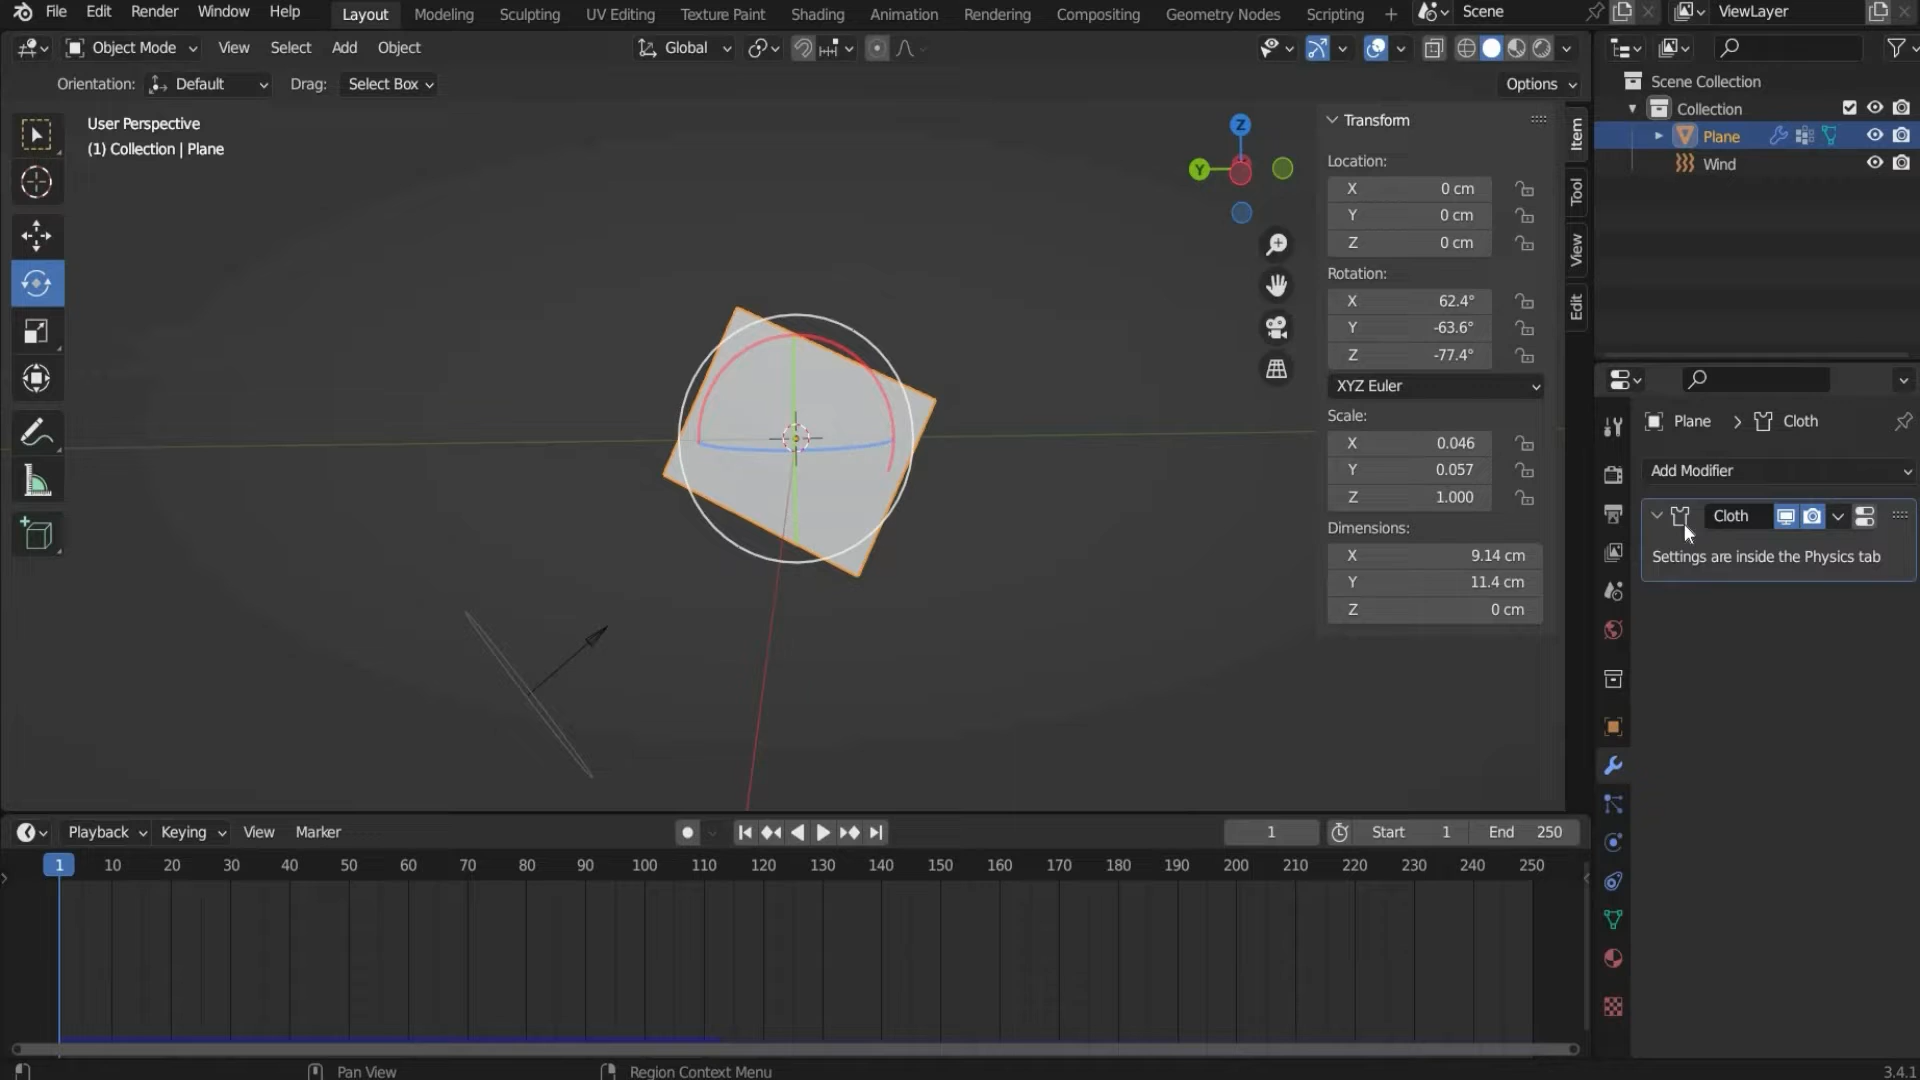 File Edit Render Window Help Layout Modeling Sculpting UV Editing Texture Paint Shading Animation Rendering Compositing Geometry Nodes Scripting + Scene ViewLayer
Object Mode View Select Add Object Global
Orientation: Default Drag: Select Box Options
User Perspective
(1) Collection | Plane
Z
Y
Transform
Location:
X 0 cm
Y 0 cm
Z 0 cm
Rotation:
X 62.4°
Y -63.6°
Z -77.4°
XYZ Euler
Scale:
X 0.046
Y 0.057
Z 1.000
Dimensions:
X 9.14 cm
Y 11.4 cm
Z 0 cm
Item
Tool
View
Edit
Scene Collection
Collection
Plane
Wind
Plane > Cloth
Add Modifier
Cloth
Settings are inside the Physics tab
Playback Keying View Marker 1 Start 1 End 250
1 10 20 30 40 50 60 70 80 90 100 110 120 130 140 150 160 170 180 190 200 210 220 230 240 250
Pan View Region Context Menu 3.4.1